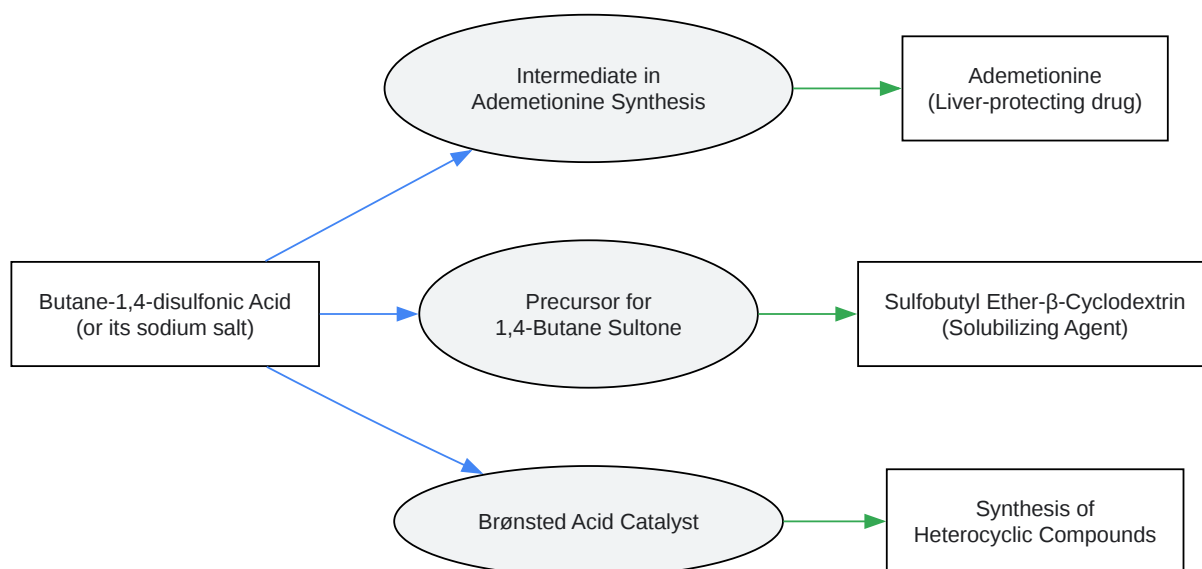 Intermediate in
Ademetionine Synthesis
Ademetionine
(Liver-protecting drug)
Butane-1,4-disulfonic Acid
(or its sodium salt)
Precursor for
1,4-Butane Sultone
Sulfobutyl Ether-β-Cyclodextrin
(Solubilizing Agent)
Brønsted Acid Catalyst
Synthesis of
Heterocyclic Compounds